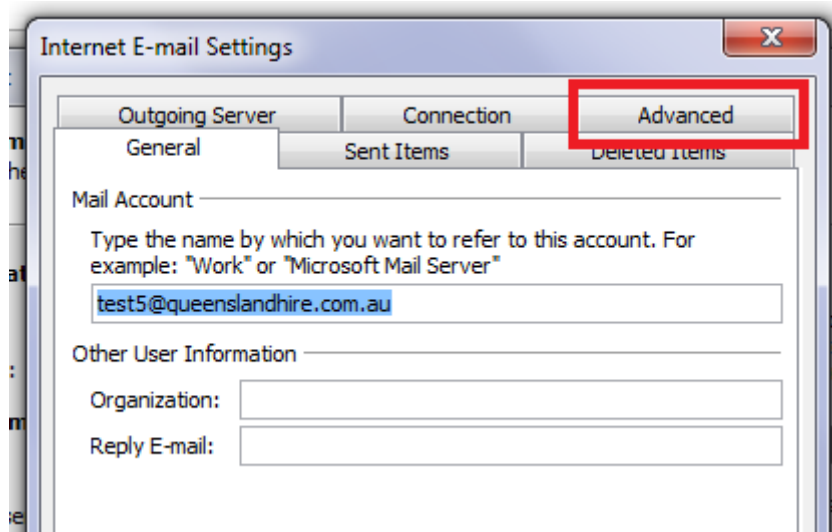 Internet E-mail Settings
Outgoing Server
Connection
Advanced
General
Sent Items
Deleted Items
Mail Account
Type the name by which you want to refer to this account. For
example: "Work" or "Microsoft Mail Server"
test5@queenslandhire.com.au
Other User Information
Organization:
Reply E-mail: